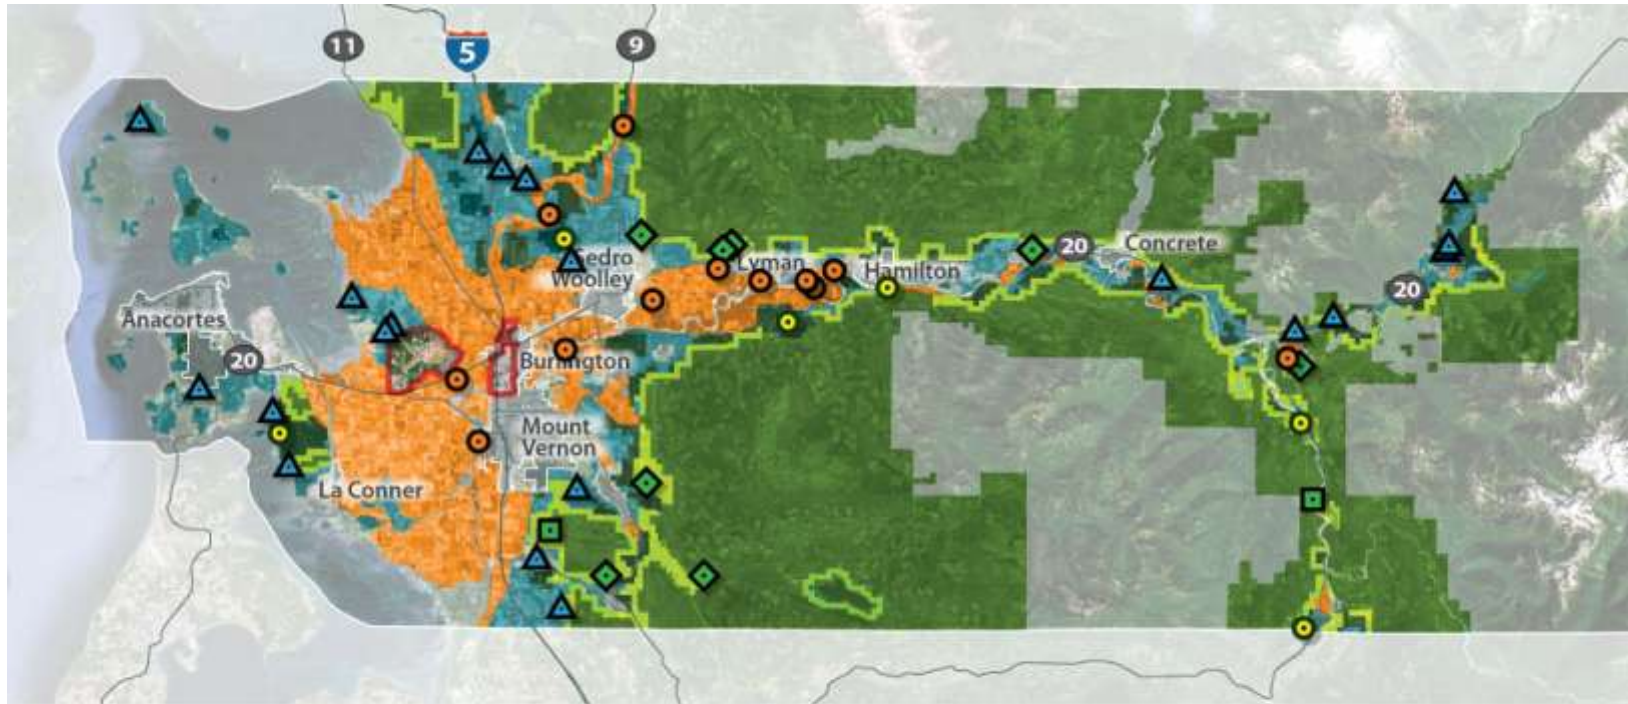 11
5
9
Sedro
Woolley
Lyman
Hamilton
20
Concrete
20
Anacortes
20
Burlington
Mount
Vernon
La Conner